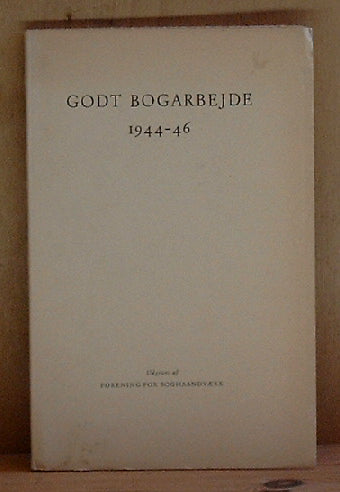 GODT BOGARBEJDE
1944-46
Udgivet af
FORENING FOR BOGHAANDVÆRK